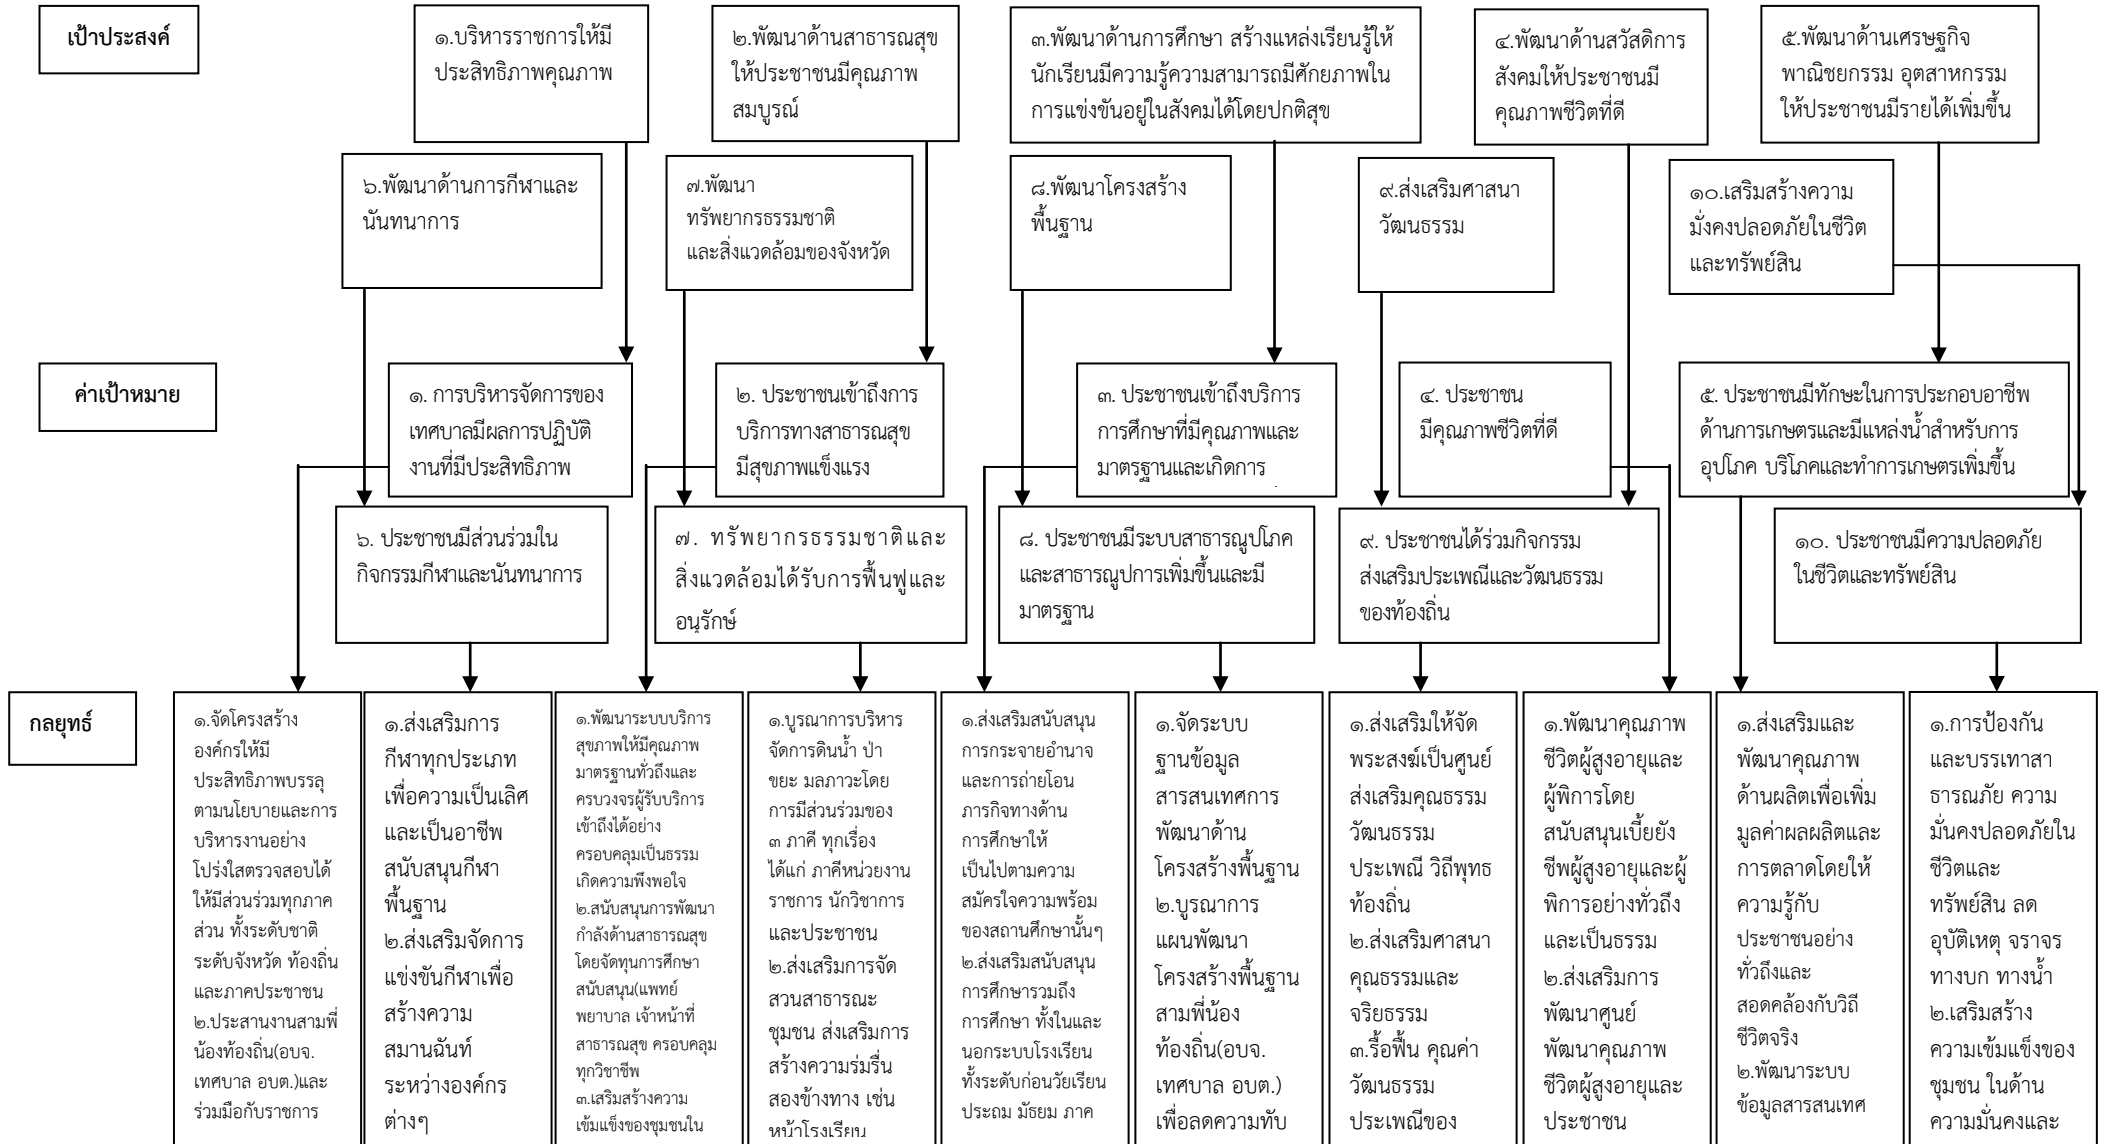 เป้าประสงค์
๑.บริหารราชการให้มี
ประสิทธิภาพคุณภาพ
๒.พัฒนาด้านสาธารณสุข
ให้ประชาชนมีคุณภาพ
สมบูรณ์
๓.พัฒนาด้านการศึกษา สร้างแหล่งเรียนรู้ให้
นักเรียนมีความรู้ความสามารถมีศักยภาพใน
การแข่งขันอยู่ในสังคมได้โดยปกติสุข
๔.พัฒนาด้านสวัสดิการ
สังคมให้ประชาชนมี
คุณภาพชีวิตที่ดี
๕.พัฒนาด้านเศรษฐกิจ
พาณิชยกรรม อุตสาหกรรม
ให้ประชาชนมีรายได้เพิ่มขึ้น
๖.พัฒนาด้านการกีฬาและ
นันทนาการ
๗.พัฒนา
ทรัพยากรธรรมชาติ
และสิ่งแวดล้อมของจังหวัด
๘.พัฒนาโครงสร้าง
พื้นฐาน
๙.ส่งเสริมศาสนา
วัฒนธรรม
๑๐.เสริมสร้างความ
มั่งคงปลอดภัยในชีวิต
และทรัพย์สิน
ค่าเป้าหมาย
๑. การบริหารจัดการของ
เทศบาลมีผลการปฏิบัติ
งานที่มีประสิทธิภาพ
๒. ประชาชนเข้าถึงการ
บริการทางสาธารณสุข
มีสุขภาพแข็งแรง
๓. ประชาชนเข้าถึงบริการ
การศึกษาที่มีคุณภาพและ
มาตรฐานและเกิดการ
๔. ประชาชน
มีคุณภาพชีวิตที่ดี
๕. ประชาชนมีทักษะในการประกอบอาชีพ
ด้านการเกษตรและมีแหล่งน้ำสำหรับการ
อุปโภค บริโภคและทำการเกษตรเพิ่มขึ้น
๖. ประชาชนมีส่วนร่วมใน
กิจกรรมกีฬาและนันทนาการ
๗. ทรัพยากรธรรมชาติและ
สิ่งแวดล้อมได้รับการฟื้นฟูและ
อนุรักษ์
๘. ประชาชนมีระบบสาธารณูปโภค
และสาธารณูปการเพิ่มขึ้นและมี
มาตรฐาน
๙. ประชาชนได้ร่วมกิจกรรม
ส่งเสริมประเพณีและวัฒนธรรม
ของท้องถิ่น
๑๐. ประชาชนมีความปลอดภัย
ในชีวิตและทรัพย์สิน
กลยุทธ์
๑.จัดโครงสร้าง
องค์กรให้มี
ประสิทธิภาพบรรลุ
ตามนโยบายและการ
บริหารงานอย่าง
โปร่งใสตรวจสอบได้
ให้มีส่วนร่วมทุกภาค
ส่วน ทั้งระดับชาติ
ระดับจังหวัด ท้องถิ่น
และภาคประชาชน
๒.ประสานงานสามพี่
น้องท้องถิ่น(อบจ.
เทศบาล อบต.)และ
ร่วมมือกับราชการ
๑.ส่งเสริมการ
กีฬาทุกประเภท
เพื่อความเป็นเลิศ
และเป็นอาชีพ
สนับสนุนกีฬา
พื้นฐาน
๒.ส่งเสริมจัดการ
แข่งขันกีฬาเพื่อ
สร้างความ
สมานฉันท์
ระหว่างองค์กร
ต่างๆ
๑.พัฒนาระบบบริการ
สุขภาพให้มีคุณภาพ
มาตรฐานทั่วถึงและ
ครบวงจรผู้รับบริการ
เข้าถึงได้อย่าง
ครอบคลุมเป็นธรรม
เกิดความพึงพอใจ
๒.สนับสนุนการพัฒนา
กำลังด้านสาธารณสุข
โดยจัดทุนการศึกษา
สนับสนุน(แพทย์
พยาบาล เจ้าหน้าที่
สาธารณสุข ครอบคลุม
ทุกวิชาชีพ
๓.เสริมสร้างความ
เข้มแข็งของชุมชนใน
๑.บูรณาการบริหาร
จัดการดินน้ำ ป่า
ขยะ มลภาวะโดย
การมีส่วนร่วมของ
๓ ภาคี ทุกเรื่อง
ได้แก่ ภาคีหน่วยงาน
ราชการ นักวิชาการ
และประชาชน
๒.ส่งเสริมการจัด
สวนสาธารณะ
ชุมชน ส่งเสริมการ
สร้างความร่มรื่น
สองข้างทาง เช่น
หน้าโรงเรียน
๑.ส่งเสริมสนับสนุน
การกระจายอำนาจ
และการถ่ายโอน
ภารกิจทางด้าน
การศึกษาให้
เป็นไปตามความ
สมัครใจความพร้อม
ของสถานศึกษานั้นๆ
๒.ส่งเสริมสนับสนุน
การศึกษารวมถึง
การศึกษา ทั้งในและ
นอกระบบโรงเรียน
ทั้งระดับก่อนวัยเรียน
ประถม มัธยม ภาค
๑.จัดระบบ
ฐานข้อมูล
สารสนเทศการ
พัฒนาด้าน
โครงสร้างพื้นฐาน
๒.บูรณาการ
แผนพัฒนา
โครงสร้างพื้นฐาน
สามพี่น้อง
ท้องถิ่น(อบจ.
เทศบาล อบต.)
เพื่อลดความทับ
๑.ส่งเสริมให้จัด
พระสงฆ์เป็นศูนย์
ส่งเสริมคุณธรรม
วัฒนธรรม
ประเพณี วิถีพุทธ
ท้องถิ่น
๒.ส่งเสริมศาสนา
คุณธรรมและ
จริยธรรม
๓.รื้อฟื้น คุณค่า
วัฒนธรรม
ประเพณีของ
๑.พัฒนาคุณภาพ
ชีวิตผู้สูงอายุและ
ผู้พิการโดย
สนับสนุนเบี้ยยัง
ชีพผู้สูงอายุและผู้
พิการอย่างทั่วถึง
และเป็นธรรม
๒.ส่งเสริมการ
พัฒนาศูนย์
พัฒนาคุณภาพ
ชีวิตผู้สูงอายุและ
ประชาชน
๑.ส่งเสริมและ
พัฒนาคุณภาพ
ด้านผลิตเพื่อเพิ่ม
มูลค่าผลผลิตและ
การตลาดโดยให้
ความรู้กับ
ประชาชนอย่าง
ทั่วถึงและ
สอดคล้องกับวิถี
ชีวิตจริง
๒.พัฒนาระบบ
ข้อมูลสารสนเทศ
๑.การป้องกัน
และบรรเทาสา
ธารณภัย ความ
มั่นคงปลอดภัยใน
ชีวิตและ
ทรัพย์สิน ลด
อุบัติเหตุ จราจร
ทางบก ทางน้ำ
๒.เสริมสร้าง
ความเข้มแข็งของ
ชุมชน ในด้าน
ความมั่นคงและ